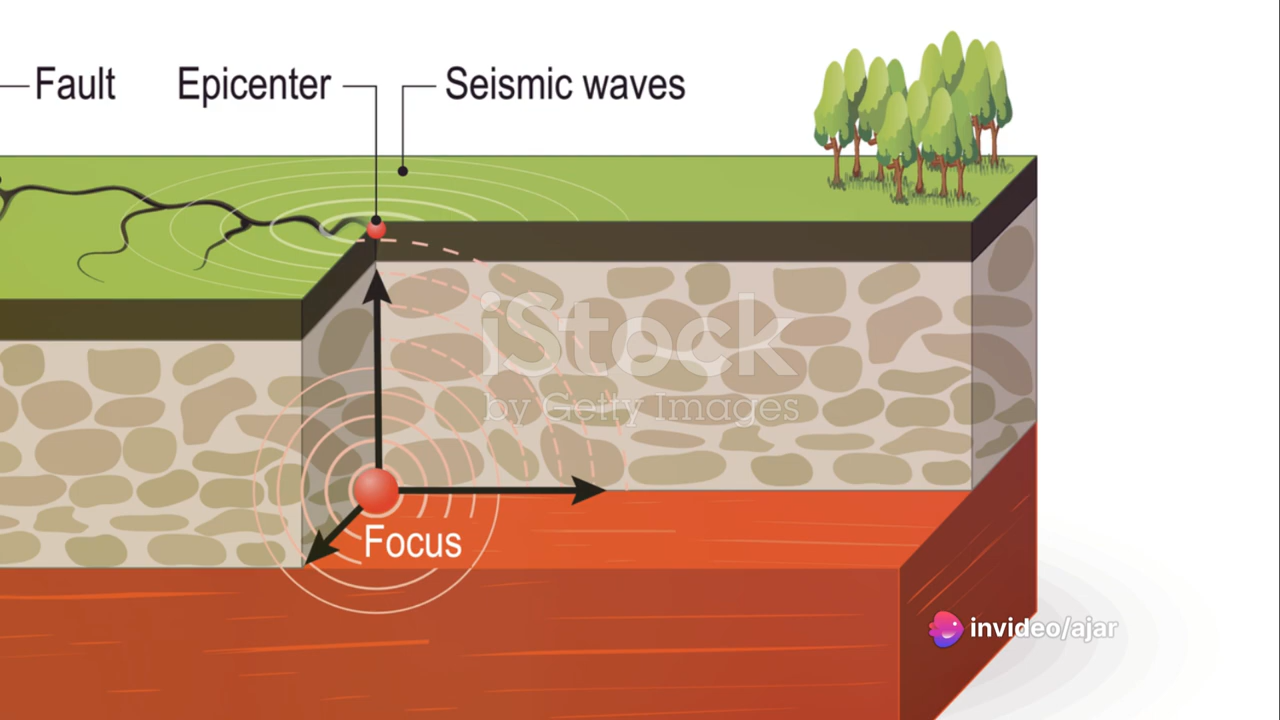 Fault
Epicenter
Seismic waves
iStock
by Getty Images
Focus
invideo/ajar